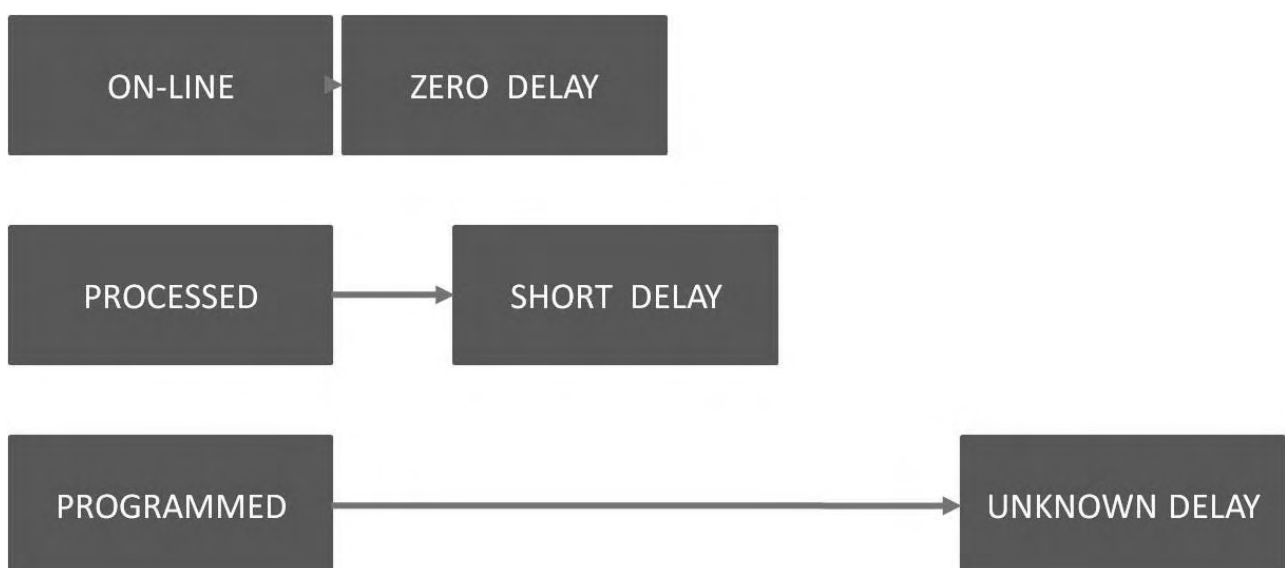 ON-LINE
ZERO DELAY
PROCESSED
SHORT DELAY
PROGRAMMED
UNKNOWN DELAY